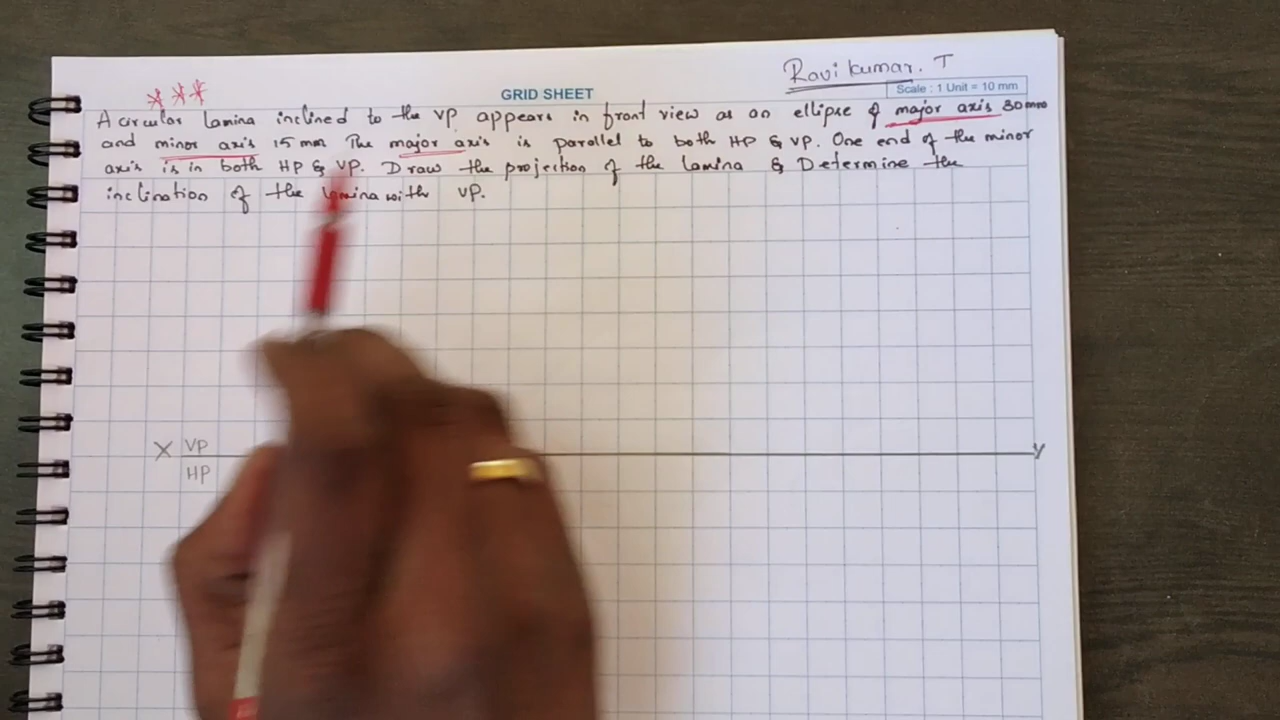 Ravi kumar. T
GRID SHEET
Scale : 1 Unit = 10 mm
A circular lamina inclined to the VP appears in front view as an ellipse of major axis 30mm
and minor axis 15 mm The major axis is parallel to both HP & VP. One end of the minor
axis is in both HP & VP. Draw the projection of the lamina & Determine the
inclination of the lamina with VP.
X VP Y
HP